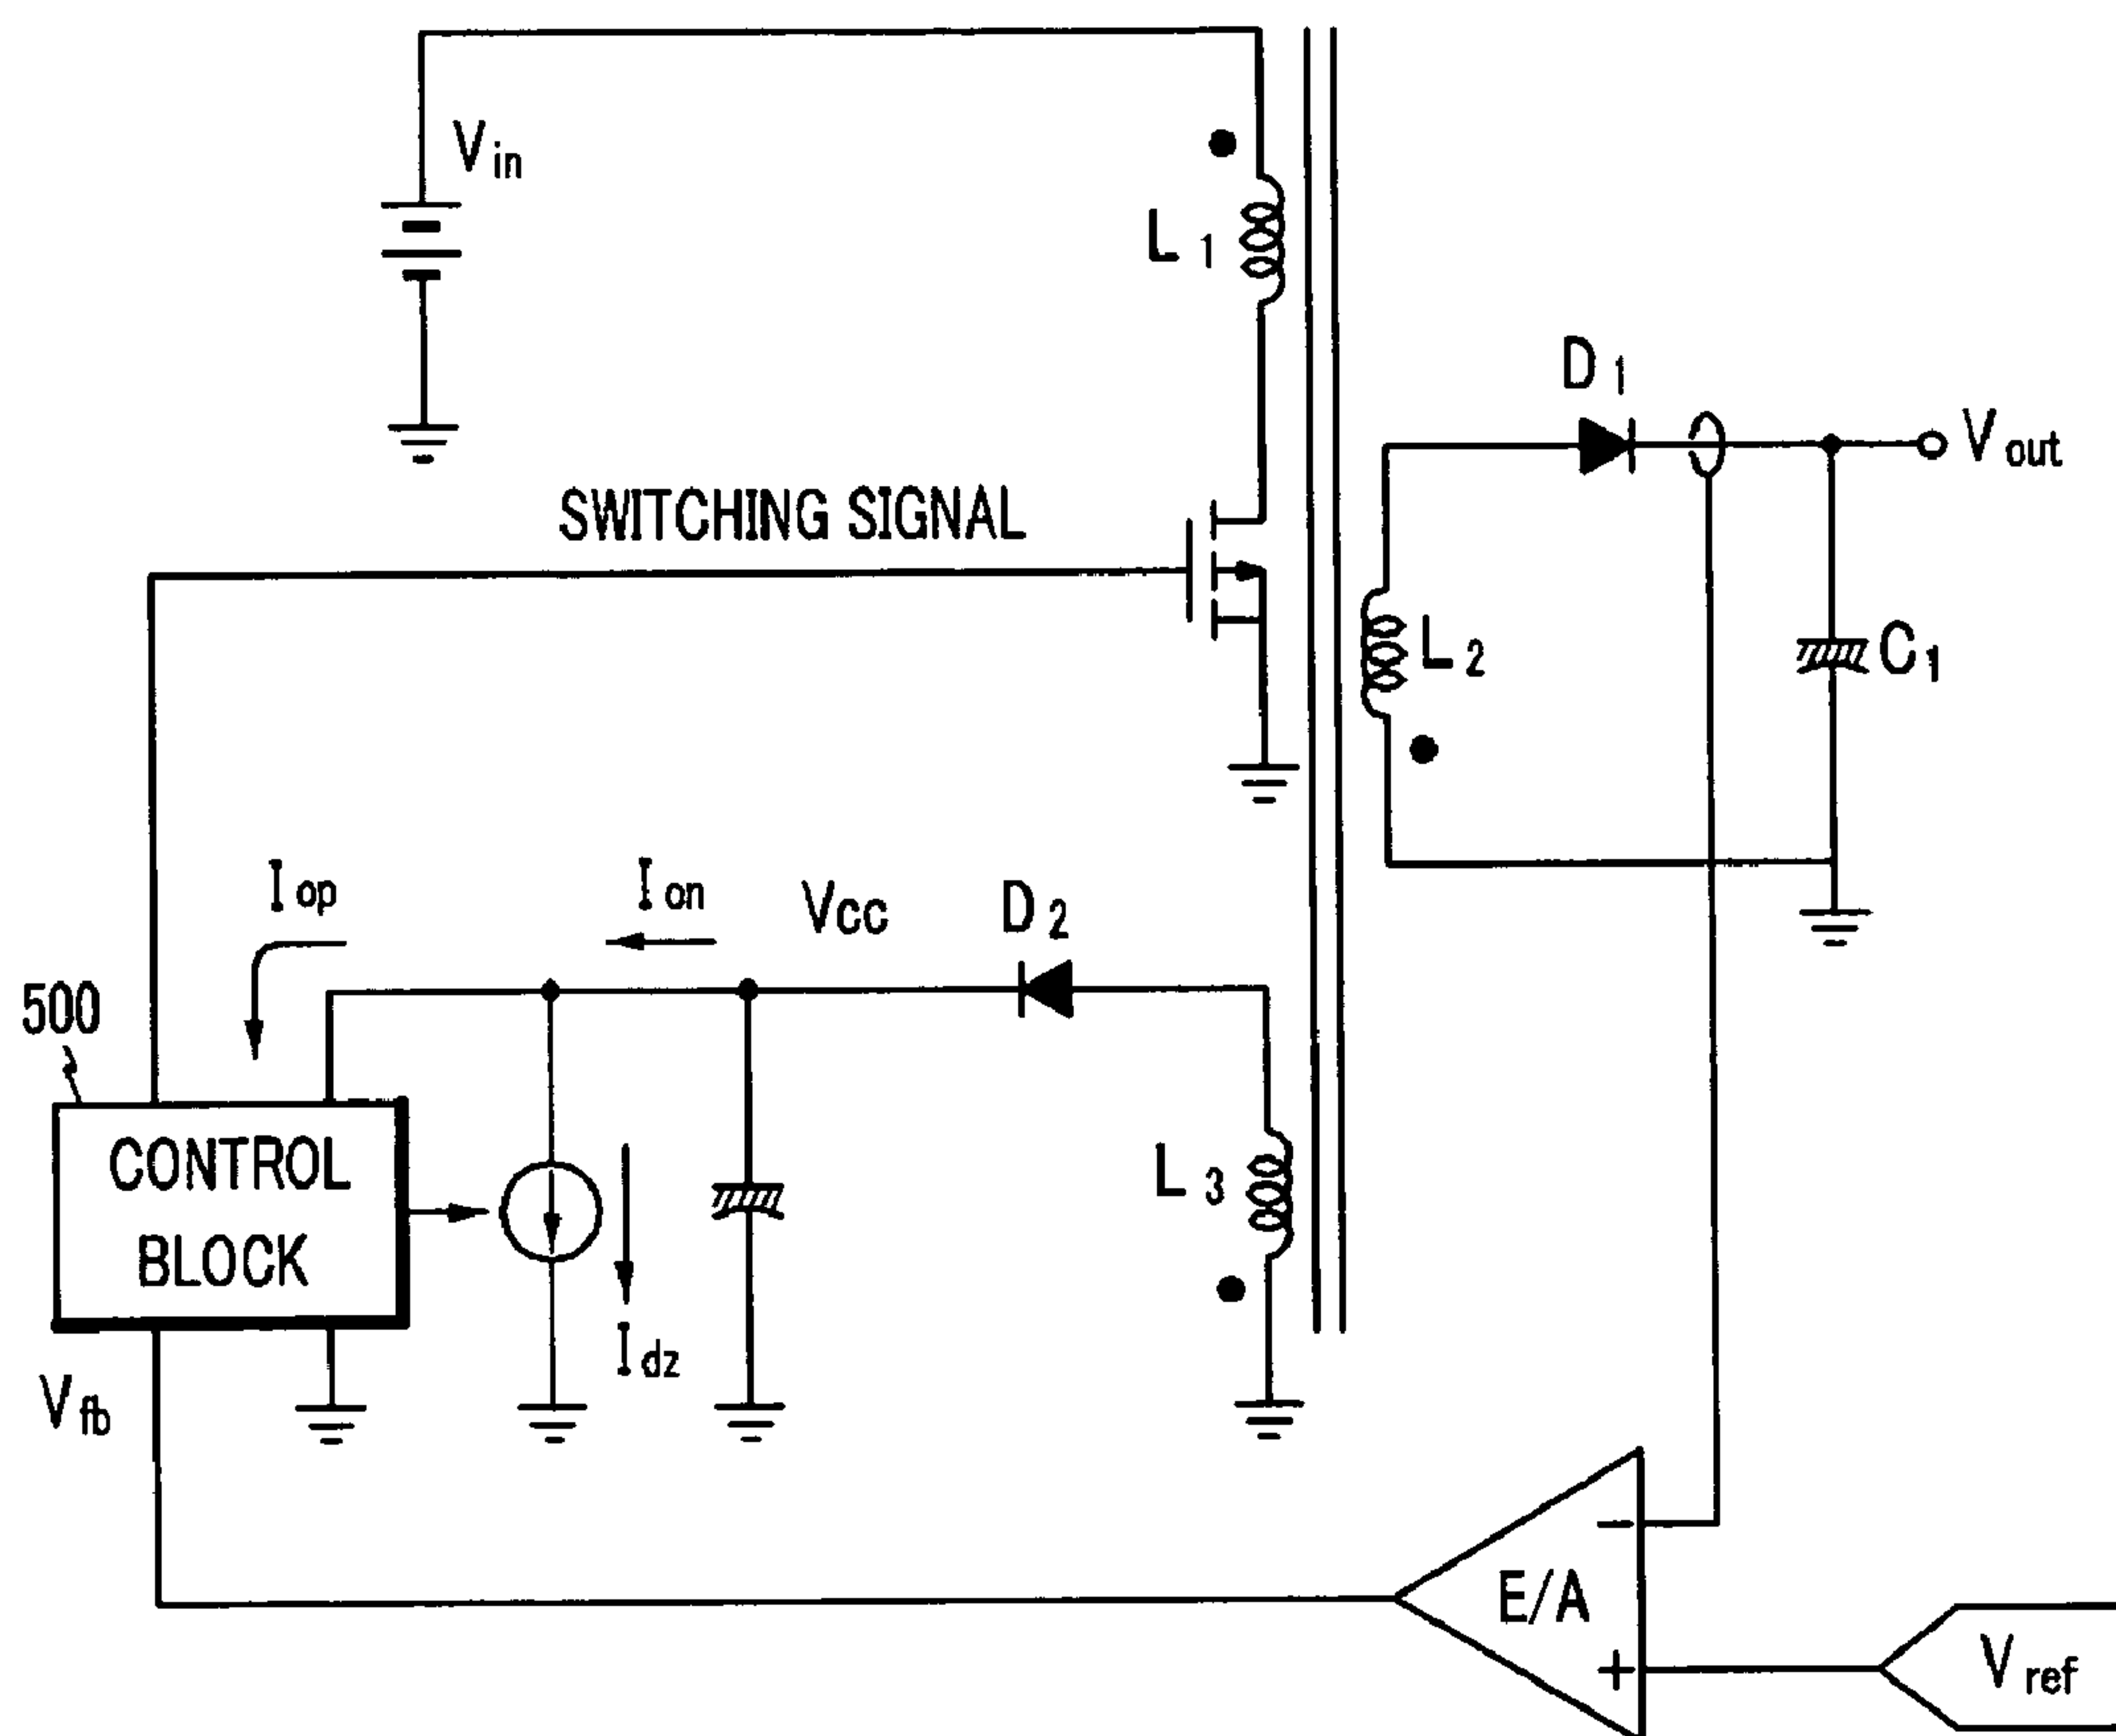 Vin
L1
D1
Vout
SWITCHING SIGNAL
L2
C1
Iop
Ion
Vcc
D2
500
CONTROL
BLOCK
L3
Idz
Vfb
−
E/A
+
Vref